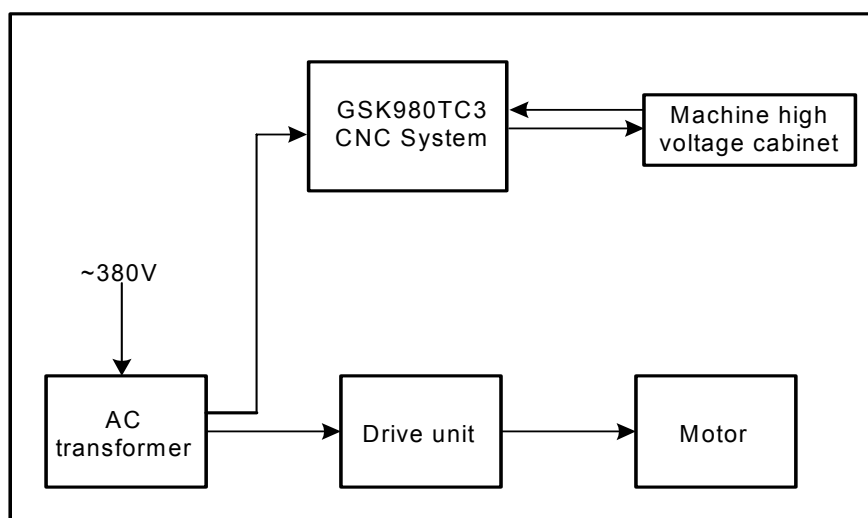 GSK980TC3
CNC System
Machine high
voltage cabinet
~380V
AC
transformer
Drive unit
Motor